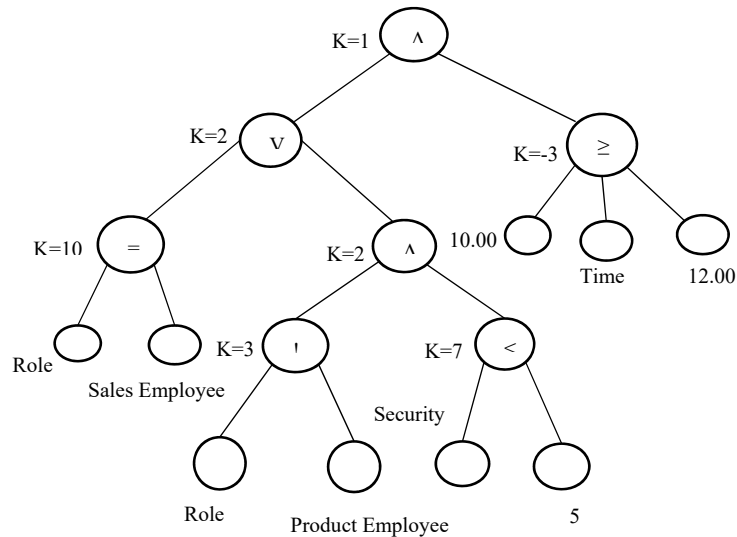 K=1
ʌ
K=2
V
K=-3
≥
K=10
=
K=2
ʌ
10.00
Time
12.00
Role
Sales Employee
K=3
'
K=7
<
Security
Role
Product Employee
5